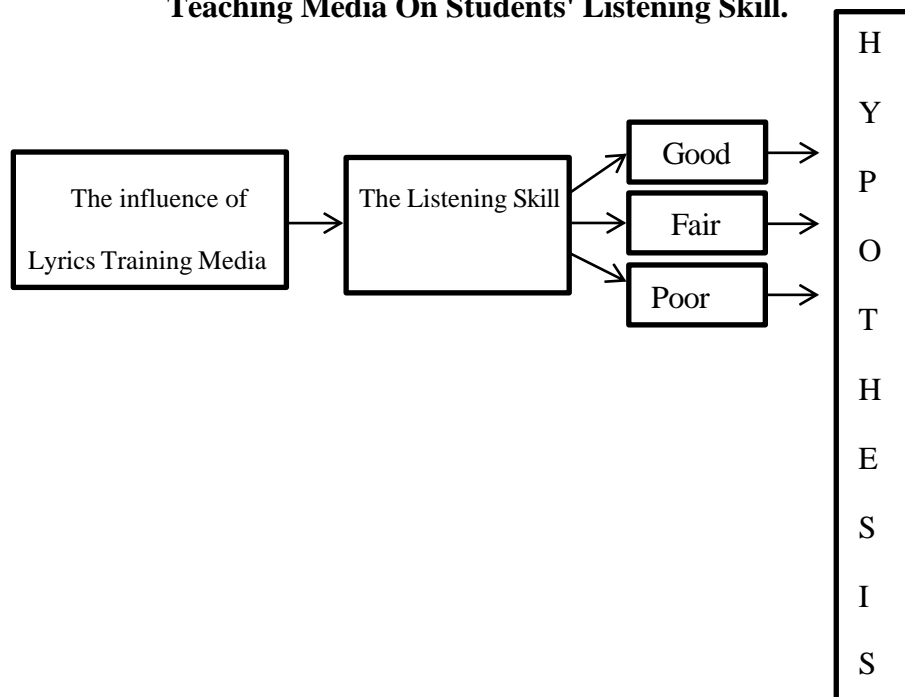 Teaching Media On Students' Listening Skill.
The influence of
Lyrics Training Media
The Listening Skill
Good
Fair
Poor
H
Y
P
O
T
H
E
S
I
S